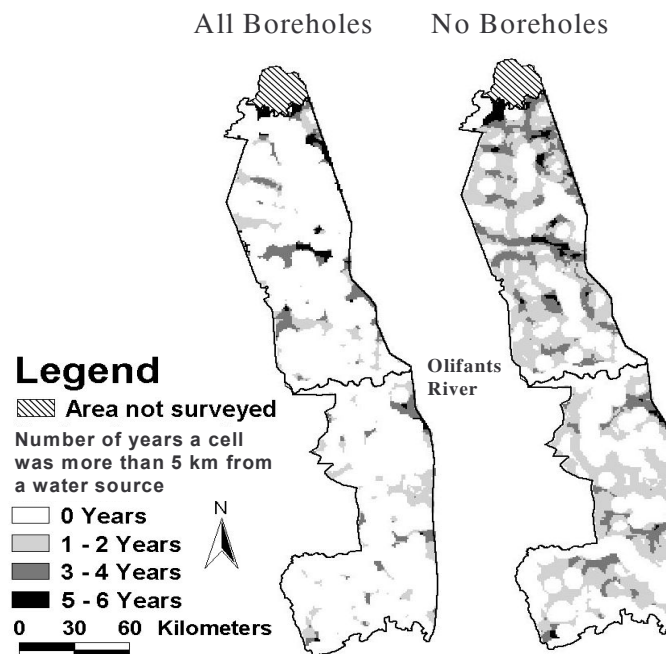 All Boreholes No Boreholes
Olifants
River
Legend
Area not surveyed
Number of years a cell
was more than 5 km from
a water source
N
0 Years
1 - 2 Years
3 - 4 Years
5 - 6 Years
0 30 60 Kilometers